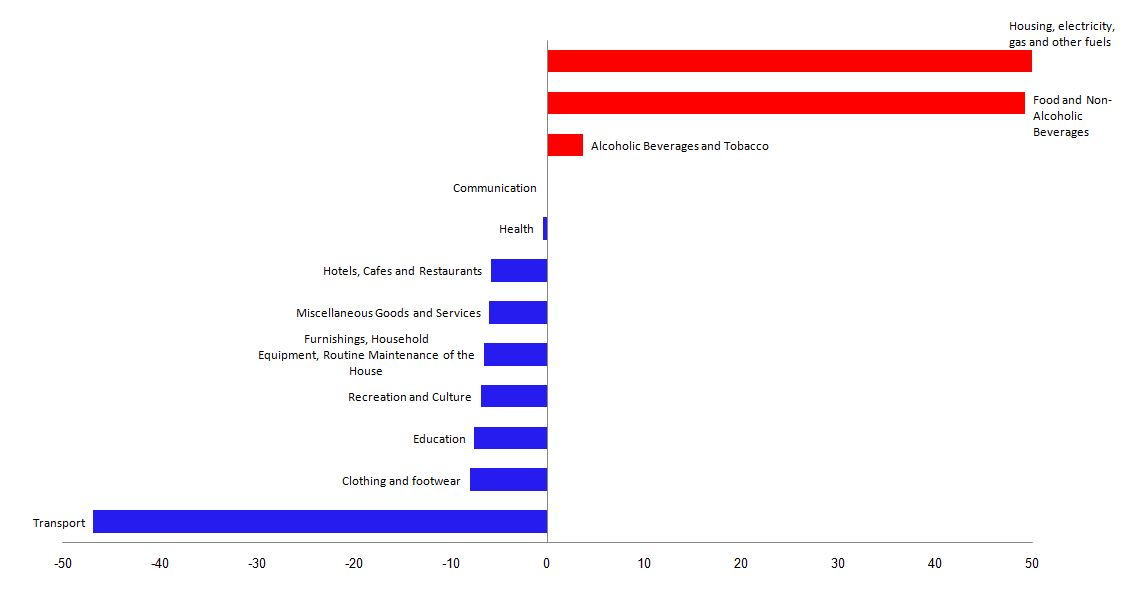 Housing, electricity,
gas and other fuels
Food and Non-
Alcoholic
Beverages
Alcoholic Beverages and Tobacco
Communication
Health
Hotels, Cafes and Restaurants
Miscellaneous Goods and Services
Furnishings, Household
Equipment, Routine Maintenance of the
House
Recreation and Culture
Education
Clothing and footwear
Transport
-50 -40 -30 -20 -10 0 10 20 30 40 50